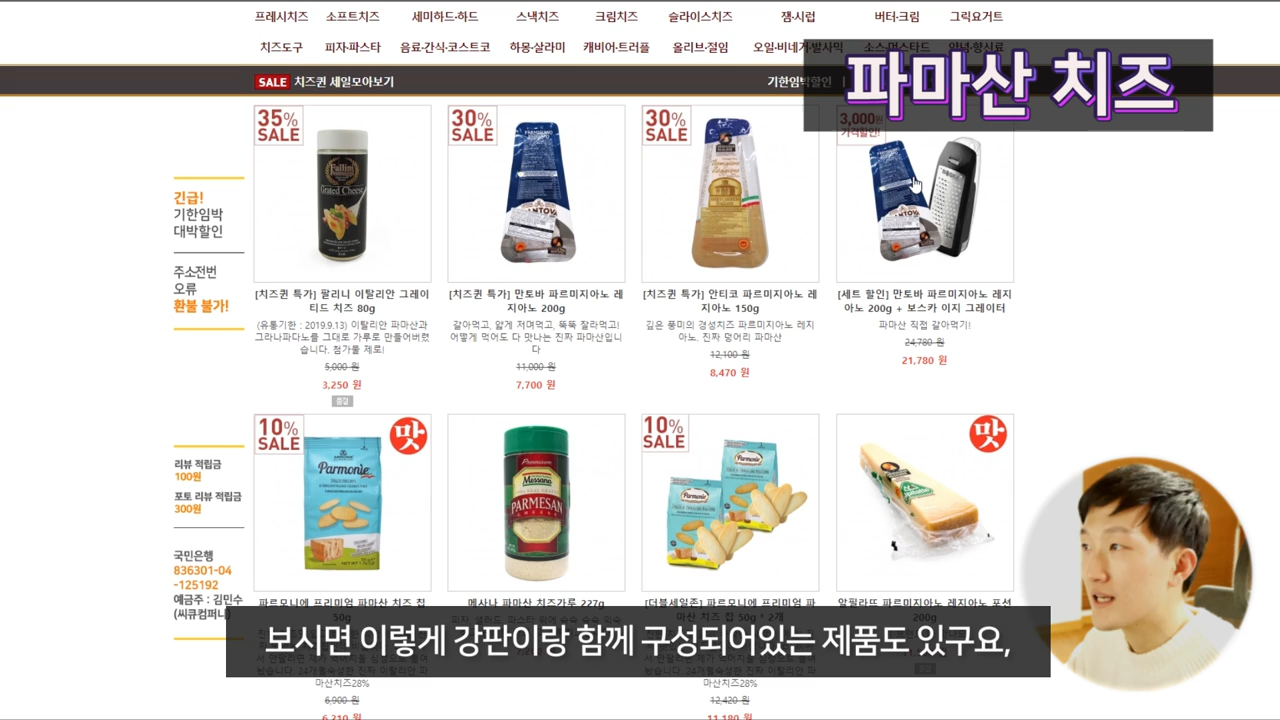 프레시치즈 소프트치즈 세미하드·하드 스낵치즈 크림치즈 슬라이스치즈 잼·시럽 버터·크림 그릭요거트
치즈도구 피자·파스타 음료·간식·코스트코 하몽·살라미 캐비어·트러플 올리브·절임 오일·비네거·발사믹 소스·머스타드 양념·향신료
파마산 치즈
SALE 치즈퀸 세일모아보기
기한임박할인
긴급!
기한임박
대박할인
주소전번
오류
환불 불가!
리뷰 적립금
100원
포토 리뷰 적립금
300원
국민은행
836301-04
-125192
예금주 : 김민수
(씨큐컴퍼니)
35% SALE
Grated Cheese
[치즈퀸 특가] 팔리니 이탈리안 그레이
티드 치즈 80g
(유통기한 : 2019.9.13) 이탈리안 파마산과
그라나파다노를 그대로 가루로 만들어버렸
습니다. 첨가물 제로!
5,000 원
3,250 원
품절
30% SALE
[치즈퀸 특가] 만토바 파르미지아노 레
지아노 200g
갈아먹고, 얇게 저며먹고, 뚝뚝 잘라먹고!
어떻게 먹어도 다 맛나는 진짜 파마산입니
다
11,000 원
7,700 원
30% SALE
[치즈퀸 특가] 안티코 파르미지아노 레
지아노 150g
깊은 풍미의 경성치즈 파르미지아노 레지
아노, 진짜 덩어리 파마산
12,100 원
8,470 원
3,000원
가격할인!
[세트 할인] 만토바 파르미지아노 레지
아노 200g + 보스카 이지 그레이터
파마산 직접 갈아먹기!
24,780 원
21,780 원
10% SALE
맛
Parmonie
파르모니에 프리미엄 파마산 치즈 칩
50g
마산치즈28%
6,900 원
6,210 원
Messano
PARMESAN
메사나 파마산 치즈가루 227g
10% SALE
Parmonie
Parmonie
[더블세일존] 파르모니에 프리미엄 파
마산 치즈 칩 50g * 2개
마산치즈28%
12,420 원
11,180 원
맛
알필라뜨 파르미지아노 레지아노 포션
200g
보시면 이렇게 강판이랑 함께 구성되어있는 제품도 있구요,